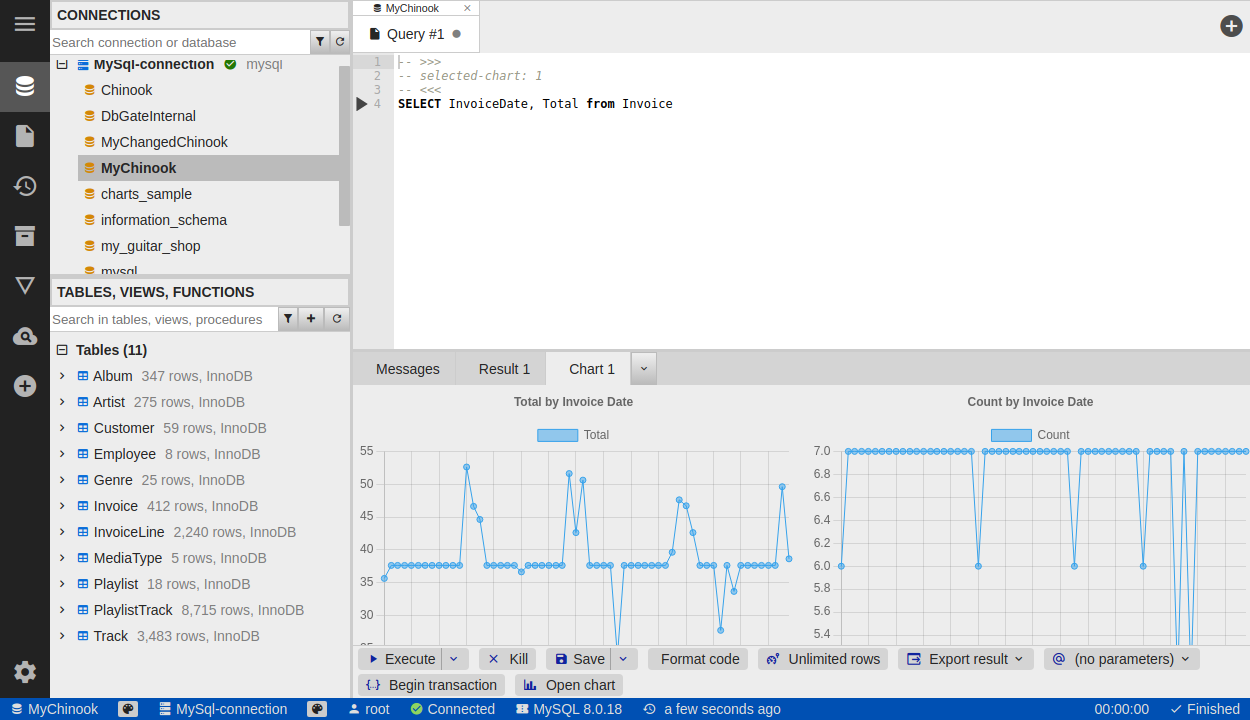 CONNECTIONS
Search connection or database
MySql-connection mysql
Chinook
DbGateInternal
MyChangedChinook
MyChinook
charts_sample
information_schema
my_guitar_shop
mysql
TABLES, VIEWS, FUNCTIONS
Search in tables, views, procedures
Tables (11)
Album 347 rows, InnoDB
Artist 275 rows, InnoDB
Customer 59 rows, InnoDB
Employee 8 rows, InnoDB
Genre 25 rows, InnoDB
Invoice 412 rows, InnoDB
InvoiceLine 2,240 rows, InnoDB
MediaType 5 rows, InnoDB
Playlist 18 rows, InnoDB
PlaylistTrack 8,715 rows, InnoDB
Track 3,483 rows, InnoDB
MyChinook
Query #1
1 -- >>>
2 -- selected-chart: 1
3 -- <<<
4 SELECT InvoiceDate, Total from Invoice
Messages Result 1 Chart 1
Total by Invoice Date
Total
55
50
45
40
35
30
25
Count by Invoice Date
Count
7.0
6.8
6.6
6.4
6.2
6.0
5.8
5.6
5.4
Execute Kill Save Format code Unlimited rows Export result (no parameters)
Begin transaction Open chart
MyChinook MySql-connection root Connected MySQL 8.0.18 a few seconds ago 00:00:00 Finished